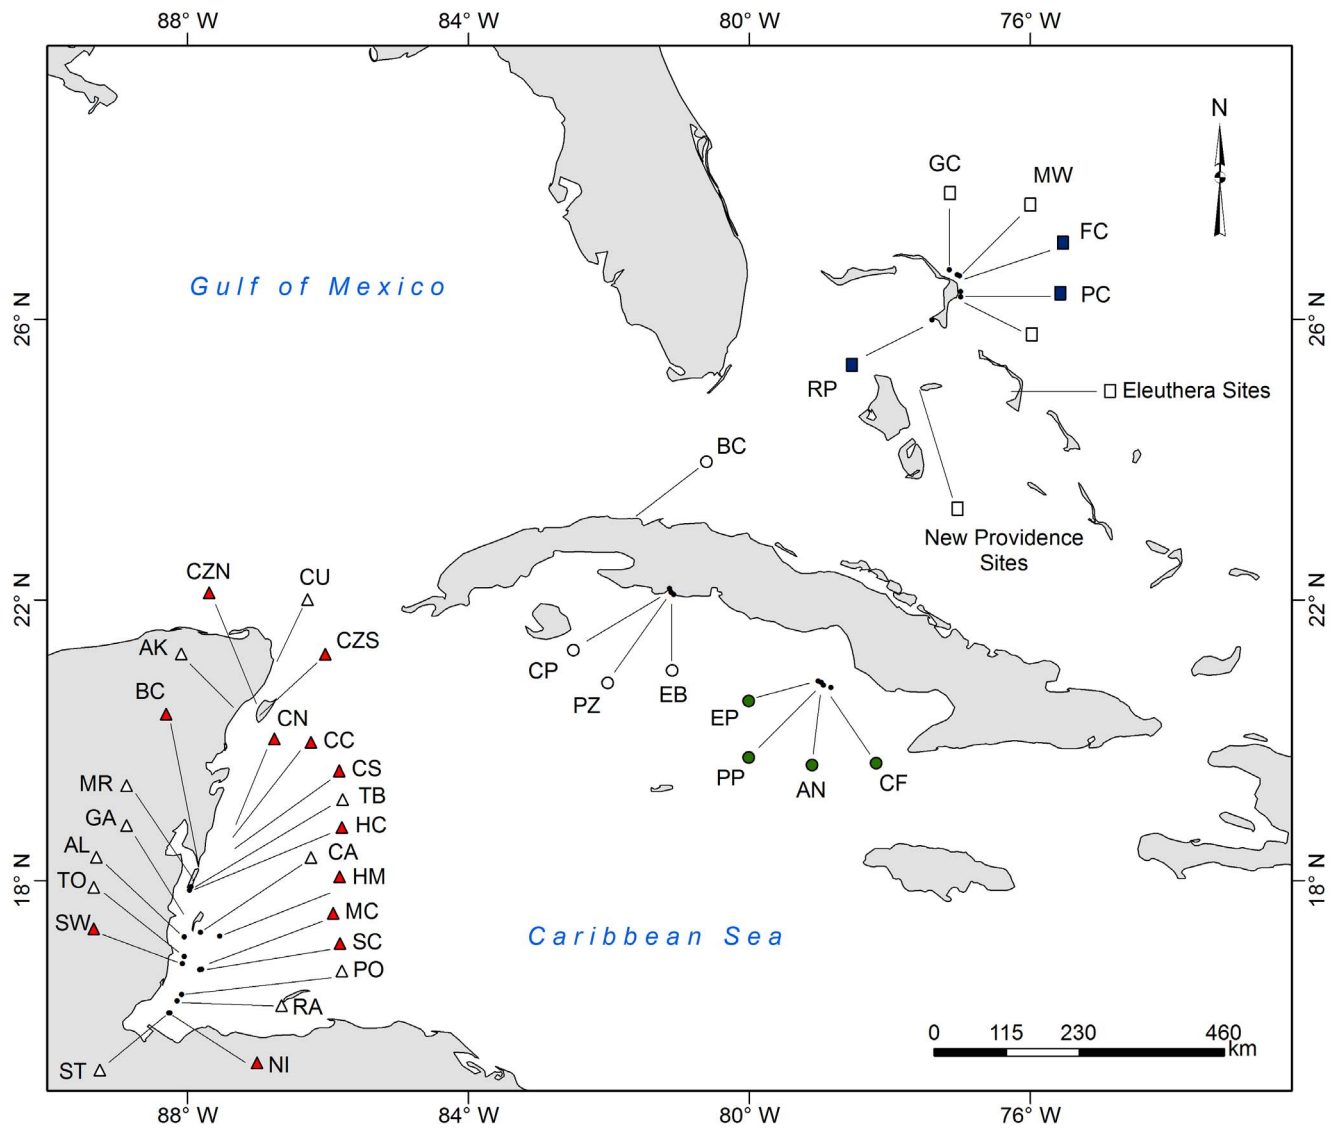 88° W 84° W 80° W 76° W
N
GC
MW
FC
Gulf of Mexico
PC
26° N
26° N
RP
Eleuthera Sites
BC
New Providence
Sites
CZN
CU
22° N
22° N
AK
CZS
CP
BC
PZ
EB
CN
EP
CC
CS
PP
AN
CF
MR
TB
GA
HC
AL
CA
TO
HM
18° N
18° N
SW
MC
Caribbean Sea
SC
PO
RA
0 115 230 460
km
ST
NI
88° W 84° W 80° W 76° W